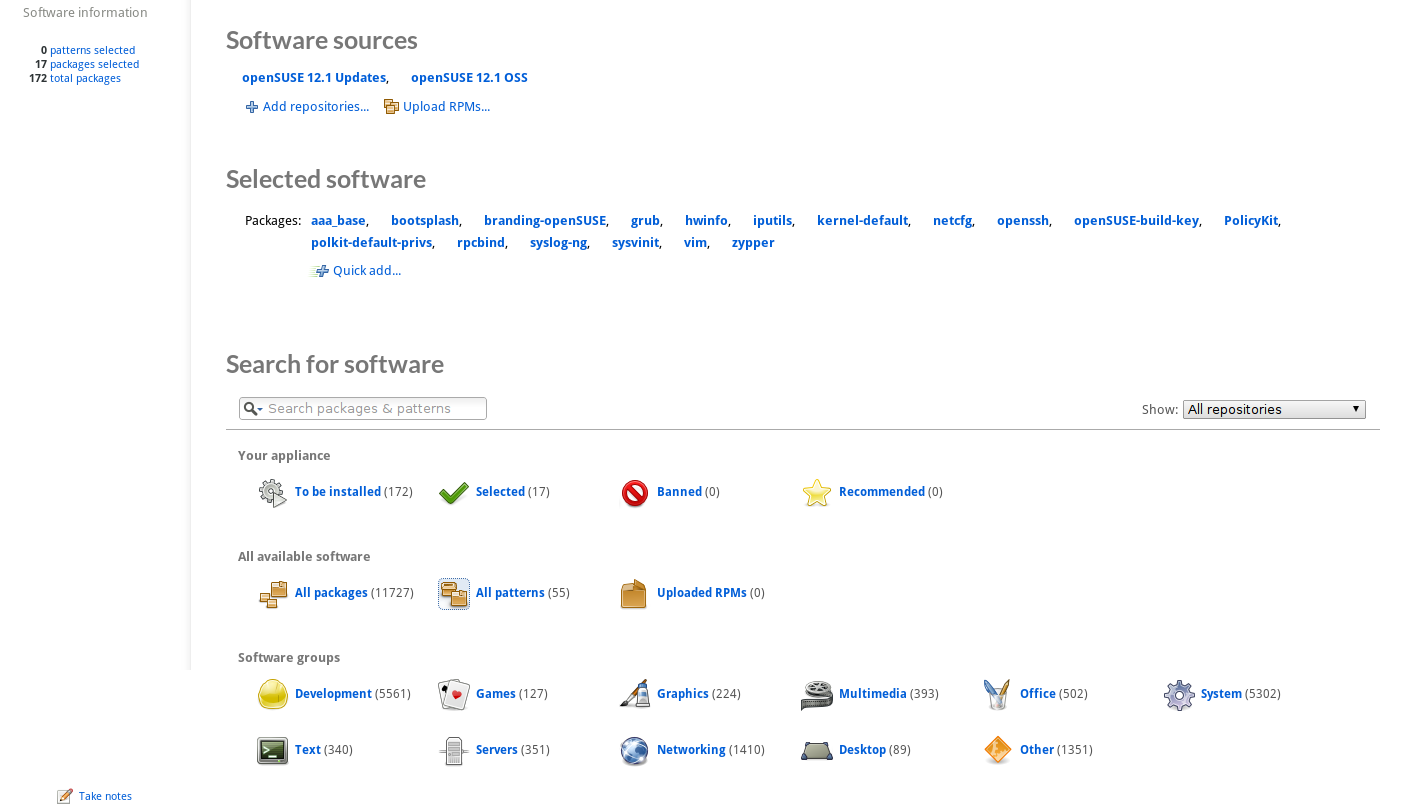 Software information
0 patterns selected
17 packages selected
172 total packages
Software sources
openSUSE 12.1 Updates, openSUSE 12.1 OSS
Add repositories... Upload RPMs...
Selected software
Packages: aaa_base, bootsplash, branding-openSUSE, grub, hwinfo, iputils, kernel-default, netcfg, openssh, openSUSE-build-key, PolicyKit,
polkit-default-privs, rpcbind, syslog-ng, sysvinit, vim, zypper
Quick add...
Search for software
Search packages & patterns Show: All repositories
Your appliance
To be installed (172) Selected (17) Banned (0) Recommended (0)
All available software
All packages (11727) All patterns (55) Uploaded RPMs (0)
Software groups
Development (5561) Games (127) Graphics (224) Multimedia (393) Office (502) System (5302)
Text (340) Servers (351) Networking (1410) Desktop (89) Other (1351)
Take notes